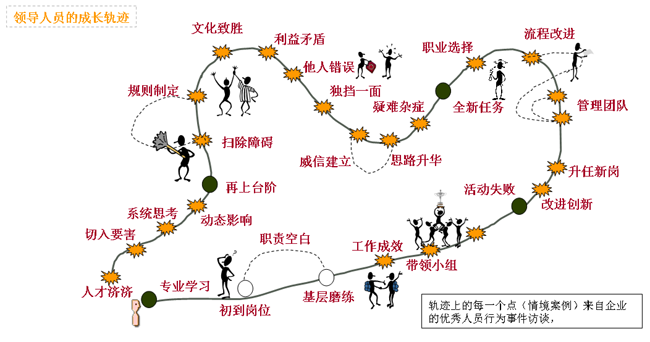 领导人员的成长轨迹
文化致胜
利益矛盾
他人错误
独挡一面
规则制定
扫除障碍
再上台阶
系统思考
动态影响
切入要害
人才济济
专业学习
初到岗位
职责空白
基层磨练
工作成效
带领小组
活动失败
改进创新
升任新岗
管理团队
流程改进
职业选择
全新任务
疑难杂症
思路升华
威信建立
轨迹上的每一个点（情境案例）来自企业
的优秀人员行为事件访谈，